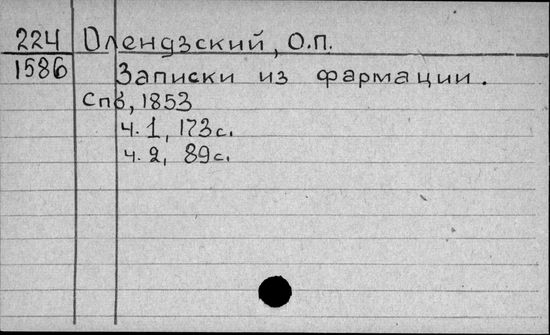 224 Олендзский, О.П.
1586 Записки из фармации.
Спб, 1853
ч. 1, 173с.
ч. 2, 89с.